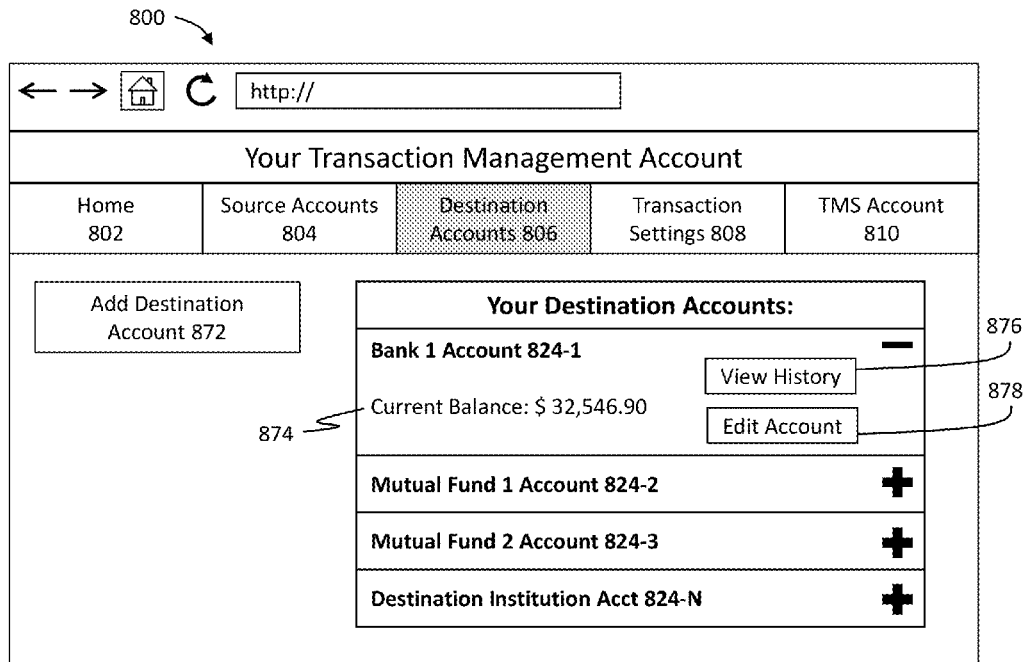 800
http://
Your Transaction Management Account
Home
802
Source Accounts
804
Destination
Accounts 806
Transaction
Settings 808
TMS Account
810
Add Destination
Account 872
Your Destination Accounts:
Bank 1 Account 824-1
View History
876
Current Balance: $ 32,546.90
874
Edit Account
878
Mutual Fund 1 Account 824-2
Mutual Fund 2 Account 824-3
Destination Institution Acct 824-N